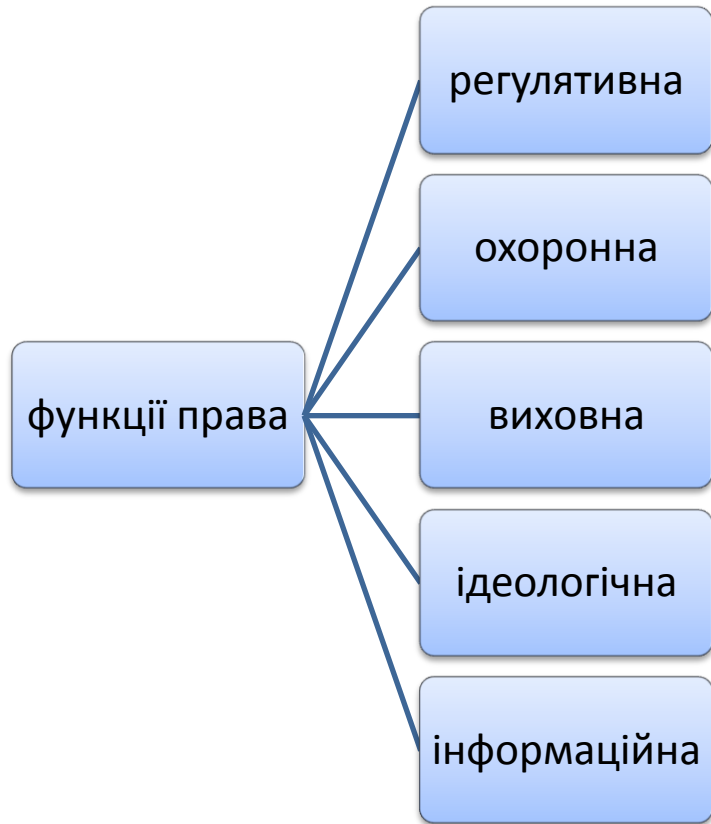 регулятивна
охоронна
функції права
виховна
ідеологічна
інформаційна